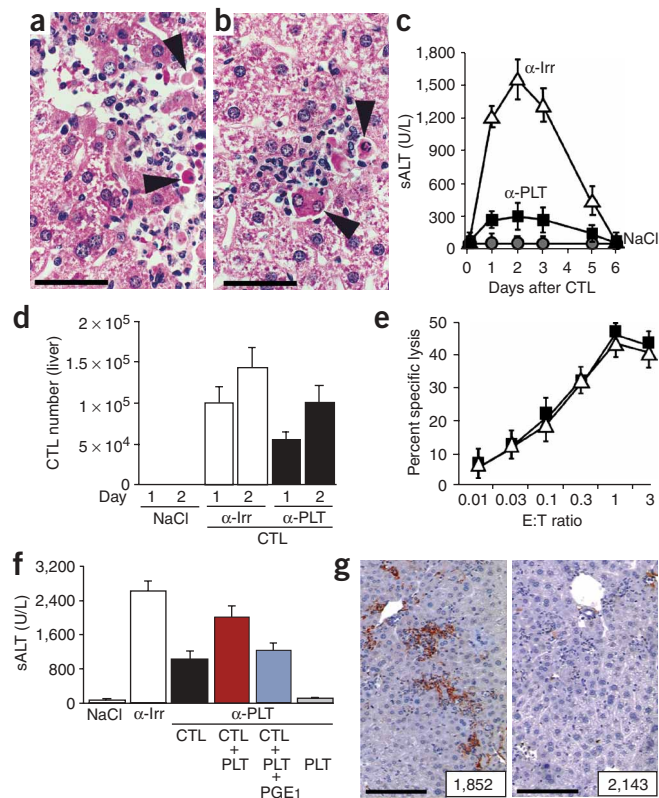 a
b
c
1,800
1,500
1,200
900
600
300
0
sALT (U/L)
α-Irr
α-PLT
NaCl
0 1 2 3 5 6
Days after CTL
d
2 × 10⁵
1.5 × 10⁵
1 × 10⁵
5 × 10⁴
0
CTL number (liver)
Day 1 2 1 2 1 2
NaCl α-Irr α-PLT
CTL
e
50
40
30
20
10
0
Percent specific lysis
0.01 0.03 0.1 0.3 1 3
E:T ratio
f
3,200
2,400
1,600
800
0
sALT (U/L)
NaCl α-Irr α-PLT
CTL CTL + PLT CTL + PLT + PGE1 PLT
g
1,852
2,143